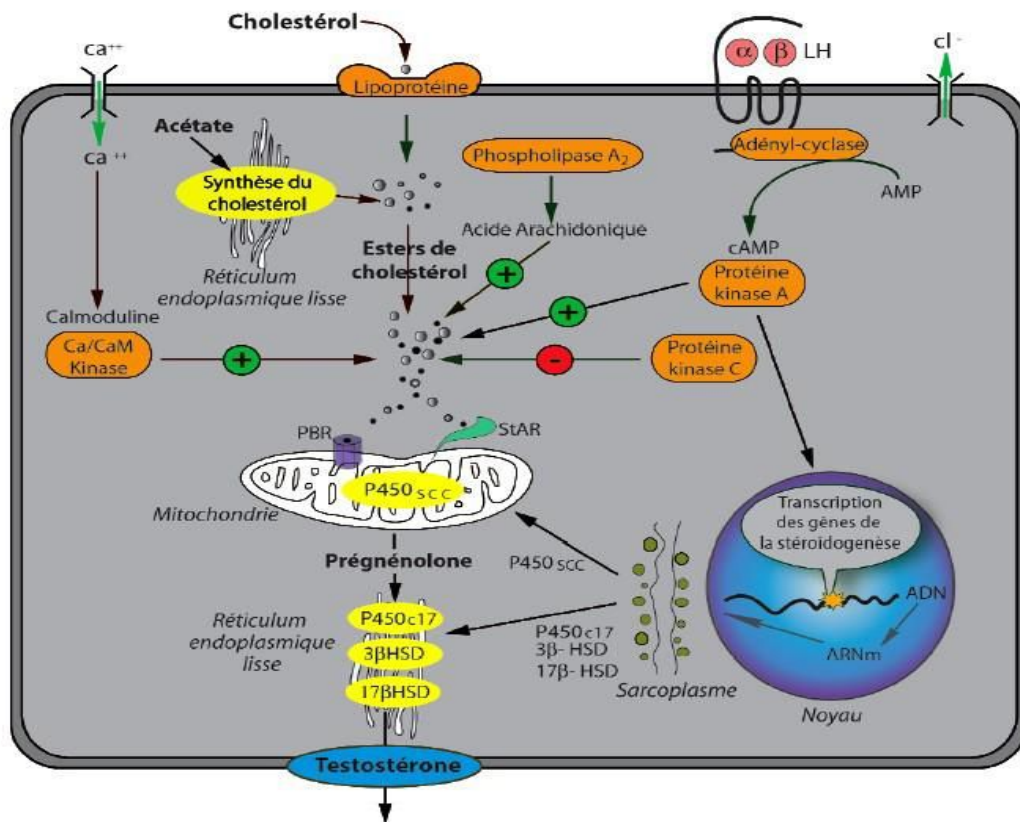 Cholestérol
ca⁺⁺
Lipoprotéine
α β LH
cl⁻
ca⁺⁺
Acétate
Synthèse du
cholestérol
Réticulum
endoplasmique lisse
Phospholipase A₂
Acide Arachidonique
Adényl-cyclase
AMP
cAMP
Protéine
kinase A
Esters de
cholestérol
+
+
Calmoduline
Ca/CaM
Kinase
+
-
Protéine
kinase C
PBR
StAR
P450 scc
Mitochondrie
Prégnénolone
P450 scc
Transcription
des gênes de
la stéroidogenèse
ADN
ARNm
Noyau
Réticulum
endoplasmique
lisse
P450c17
3βHSD
17βHSD
P450c17
3β- HSD
17β- HSD
Sarcoplasme
Testostérone